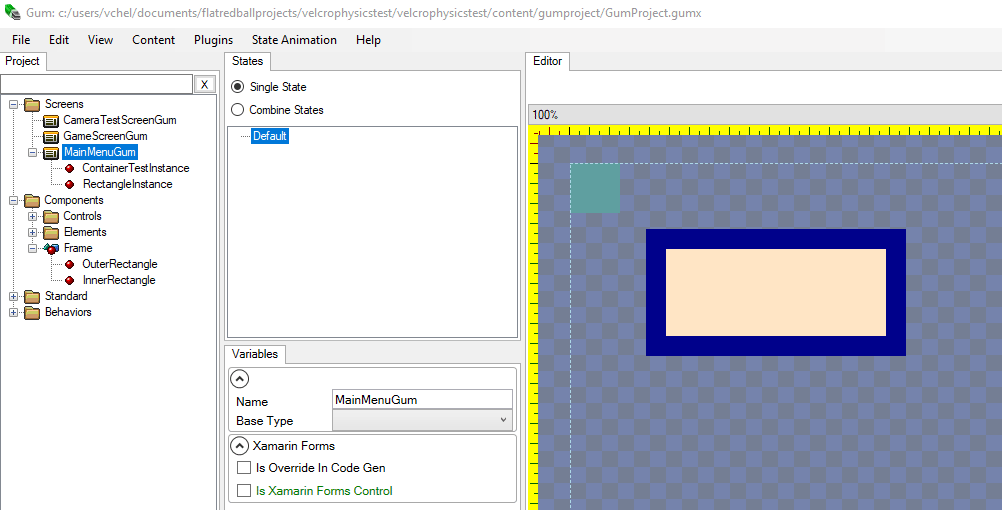 Gum: c:/users/vchel/documents/flatredballprojects/velcrophysicstest/velcrophysicstest/content/gumproject/GumProject.gumx
File Edit View Content Plugins State Animation Help
Project
X
Screens
CameraTestScreenGum
GameScreenGum
MainMenuGum
ContainerTestInstance
RectangleInstance
Components
Controls
Elements
Frame
OuterRectangle
InnerRectangle
Standard
Behaviors
States
Single State
Combine States
Default
Variables
Name MainMenuGum
Base Type
Xamarin Forms
Is Override In Code Gen
Is Xamarin Forms Control
Editor
100%